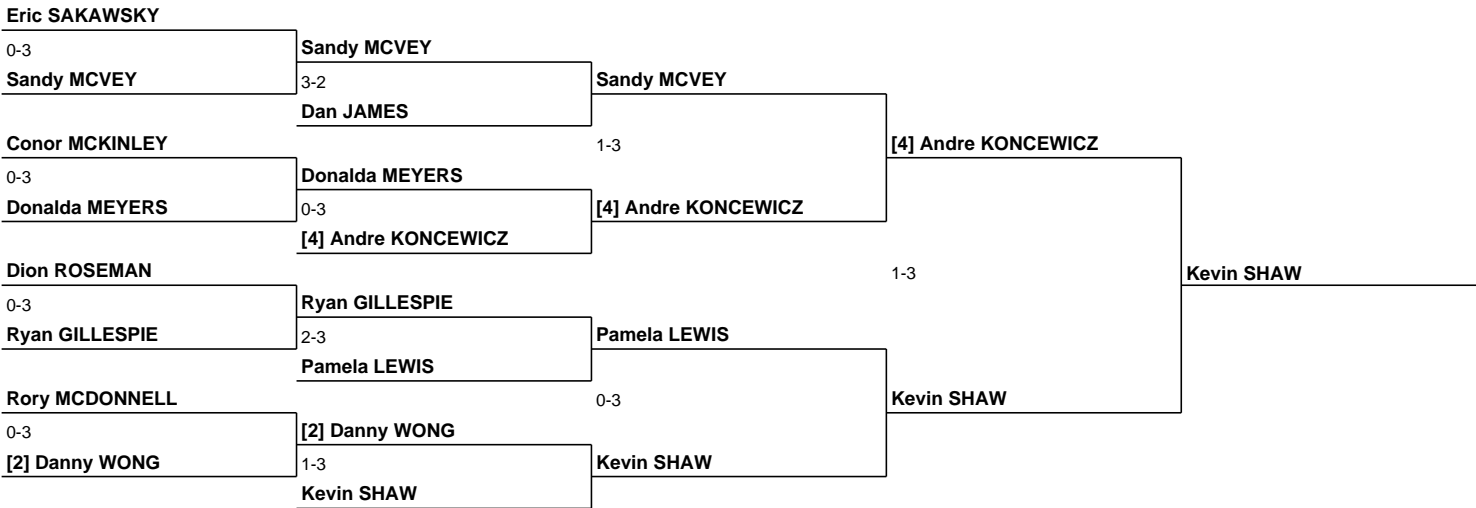 Eric SAKAWSKY
0-3
Sandy MCVEY
Sandy MCVEY
3-2
Sandy MCVEY
Dan JAMES
Conor MCKINLEY
1-3
[4] Andre KONCEWICZ
0-3
Donalda MEYERS
Donalda MEYERS
0-3
[4] Andre KONCEWICZ
[4] Andre KONCEWICZ
Dion ROSEMAN
1-3
Kevin SHAW
0-3
Ryan GILLESPIE
Ryan GILLESPIE
2-3
Pamela LEWIS
Pamela LEWIS
Rory MCDONNELL
0-3
Kevin SHAW
0-3
[2] Danny WONG
[2] Danny WONG
1-3
Kevin SHAW
Kevin SHAW